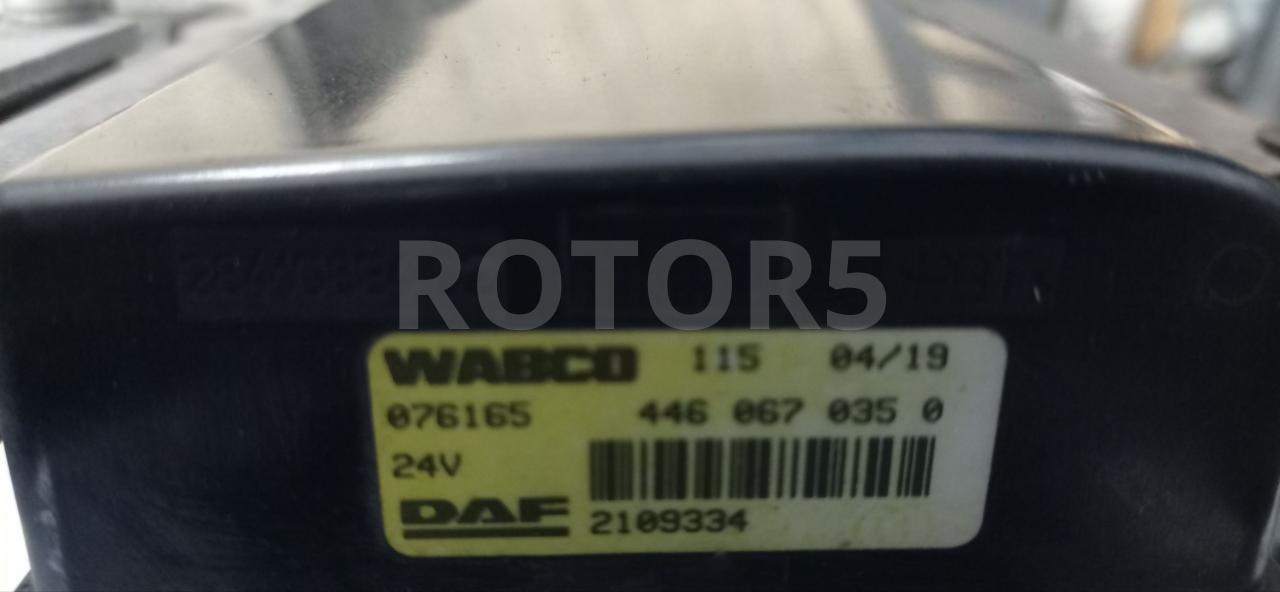 ROTOR5
WABCO 115 04/19
076165 446 067 035 0
24V
DAF 2109334